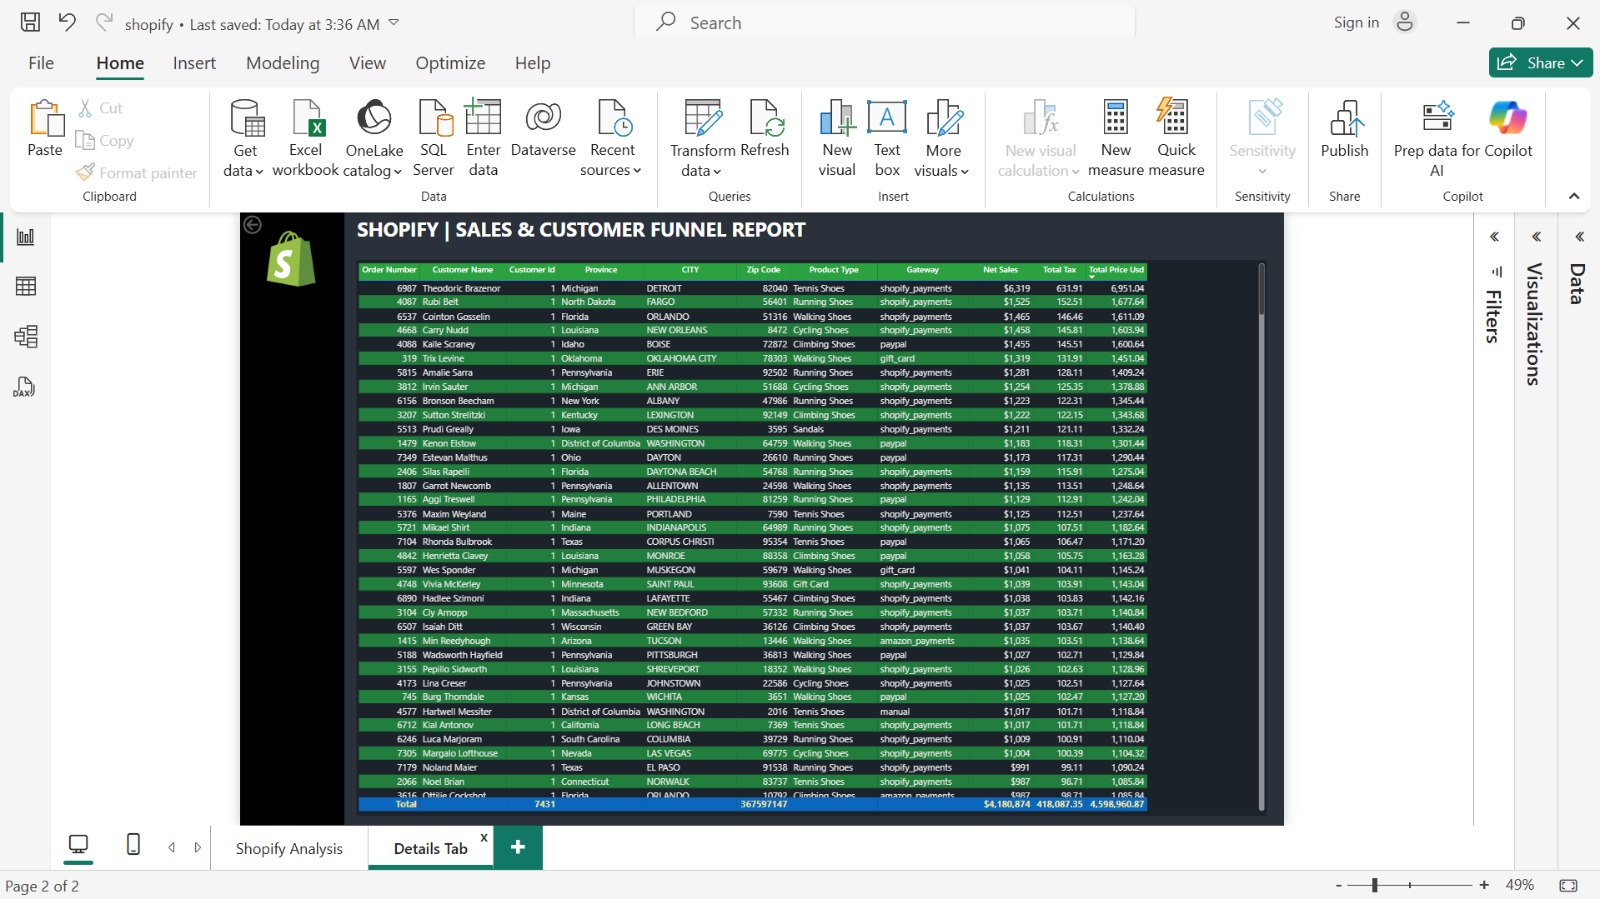 shopify • Last saved: Today at 3:36 AM
Search
Sign in
File Home Insert Modeling View Optimize Help
Share
Paste
Cut
Copy
Format painter
Clipboard
Get data
Excel workbook
OneLake catalog
SQL Server
Enter data
Dataverse
Recent sources
Data
Transform data
Refresh
Queries
New visual
Text box
More visuals
Insert
New visual calculation
New measure
Quick measure
Calculations
Sensitivity
Sensitivity
Publish
Share
Prep data for AI
Copilot
Copilot
SHOPIFY | SALES & CUSTOMER FUNNEL REPORT
Order Number Customer Name Customer Id Province CITY Zip Code Product Type Gateway Net Sales Total Tax Total Price Usd
6987 Theodoric Brazenor 1 Michigan DETROIT 82040 Tennis Shoes shopify_payments $6,319 631.91 6,951.04
4087 Rubi Belt 1 North Dakota FARGO 56401 Running Shoes shopify_payments $1,525 152.51 1,677.64
6537 Cointon Gosselin 1 Florida ORLANDO 51316 Walking Shoes shopify_payments $1,465 146.46 1,611.09
4668 Carry Nudd 1 Louisiana NEW ORLEANS 8472 Cycling Shoes shopify_payments $1,458 145.81 1,603.94
4088 Kalle Scraney 1 Idaho BOISE 72872 Climbing Shoes paypal $1,455 145.51 1,600.64
319 Trix Levine 1 Oklahoma OKLAHOMA CITY 78303 Walking Shoes gift_card $1,319 131.91 1,451.04
5815 Amalie Sarra 1 Pennsylvania ERIE 92502 Running Shoes shopify_payments $1,281 128.11 1,409.24
3812 Irvin Sauter 1 Michigan ANN ARBOR 51688 Cycling Shoes shopify_payments $1,254 125.35 1,378.88
6156 Bronson Beecham 1 New York ALBANY 47986 Running Shoes shopify_payments $1,223 122.31 1,345.44
3207 Sutton Strelitzki 1 Kentucky LEXINGTON 92149 Climbing Shoes shopify_payments $1,222 122.15 1,343.68
5513 Prudi Greally 1 Iowa DES MOINES 3595 Sandals shopify_payments $1,211 121.11 1,332.24
1479 Kenon Elstow 1 District of Columbia WASHINGTON 64759 Walking Shoes paypal $1,183 118.31 1,301.44
7349 Estevan Malthus 1 Ohio DAYTON 26610 Running Shoes paypal $1,173 117.31 1,290.44
2406 Silas Rapelli 1 Florida DAYTONA BEACH 54768 Running Shoes shopify_payments $1,159 115.91 1,275.04
1807 Garrot Newcomb 1 Pennsylvania ALLENTOWN 24598 Walking Shoes shopify_payments $1,135 113.51 1,248.64
1165 Aggi Treswell 1 Pennsylvania PHILADELPHIA 81259 Running Shoes paypal $1,129 112.91 1,242.04
5376 Maxim Weyland 1 Maine PORTLAND 7590 Tennis Shoes shopify_payments $1,125 112.51 1,237.64
5721 Mikael Shirt 1 Indiana INDIANAPOLIS 64989 Running Shoes shopify_payments $1,075 107.51 1,182.64
7104 Rhonda Bulbrook 1 Texas CORPUS CHRISTI 95354 Tennis Shoes paypal $1,065 106.47 1,171.20
4842 Henrietta Clavey 1 Louisiana MONROE 88358 Climbing Shoes paypal $1,058 105.75 1,163.28
5597 Wes Sponder 1 Michigan MUSKEGON 59679 Walking Shoes gift_card $1,041 104.11 1,145.24
4748 Vivia McKerley 1 Minnesota SAINT PAUL 93608 Gift Card shopify_payments $1,039 103.91 1,143.04
6890 Hadlee Szimoni 1 Indiana LAFAYETTE 55467 Climbing Shoes shopify_payments $1,038 103.83 1,142.16
3104 Cly Arnopp 1 Massachusetts NEW BEDFORD 57332 Running Shoes shopify_payments $1,037 103.71 1,140.84
6507 Isaiah Ditt 1 Wisconsin GREEN BAY 36126 Climbing Shoes shopify_payments $1,037 103.67 1,140.40
1415 Min Reedyhough 1 Arizona TUCSON 13446 Walking Shoes amazon_payments $1,035 103.51 1,138.64
5188 Wadsworth Hayfield 1 Pennsylvania PITTSBURGH 36813 Walking Shoes paypal $1,027 102.71 1,129.84
3155 Pepillo Sidworth 1 Louisiana SHREVEPORT 18352 Walking Shoes shopify_payments $1,026 102.63 1,128.96
4173 Lina Creser 1 Pennsylvania JOHNSTOWN 22586 Cycling Shoes shopify_payments $1,025 102.51 1,127.64
745 Burg Thorndale 1 Kansas WICHITA 3651 Walking Shoes paypal $1,025 102.47 1,127.20
4577 Hartwell Messiter 1 District of Columbia WASHINGTON 2016 Tennis Shoes manual $1,017 101.71 1,118.84
6712 Kial Antonov 1 California LONG BEACH 7369 Tennis Shoes shopify_payments $1,017 101.71 1,118.84
6246 Luca Marjoram 1 South Carolina COLUMBIA 39729 Running Shoes shopify_payments $1,009 100.91 1,110.04
7305 Margalo Lofthouse 1 Nevada LAS VEGAS 69775 Cycling Shoes shopify_payments $1,004 100.39 1,104.32
7179 Noland Maier 1 Texas EL PASO 91538 Running Shoes shopify_payments $991 99.11 1,090.24
2066 Noel Brian 1 Connecticut NORWALK 83737 Tennis Shoes shopify_payments $987 98.71 1,085.84
3616 Ottilie Cockshot 1 Florida ORLANDO 10792 Climbing Shoes amazon_payments $987 98.71 1,085.84
Total 7431 367597147 $4,180,874 418,087.35 4,598,960.87
Filters
Visualizations
Data
Shopify Analysis
Details Tab
x
Page 2 of 2
49%